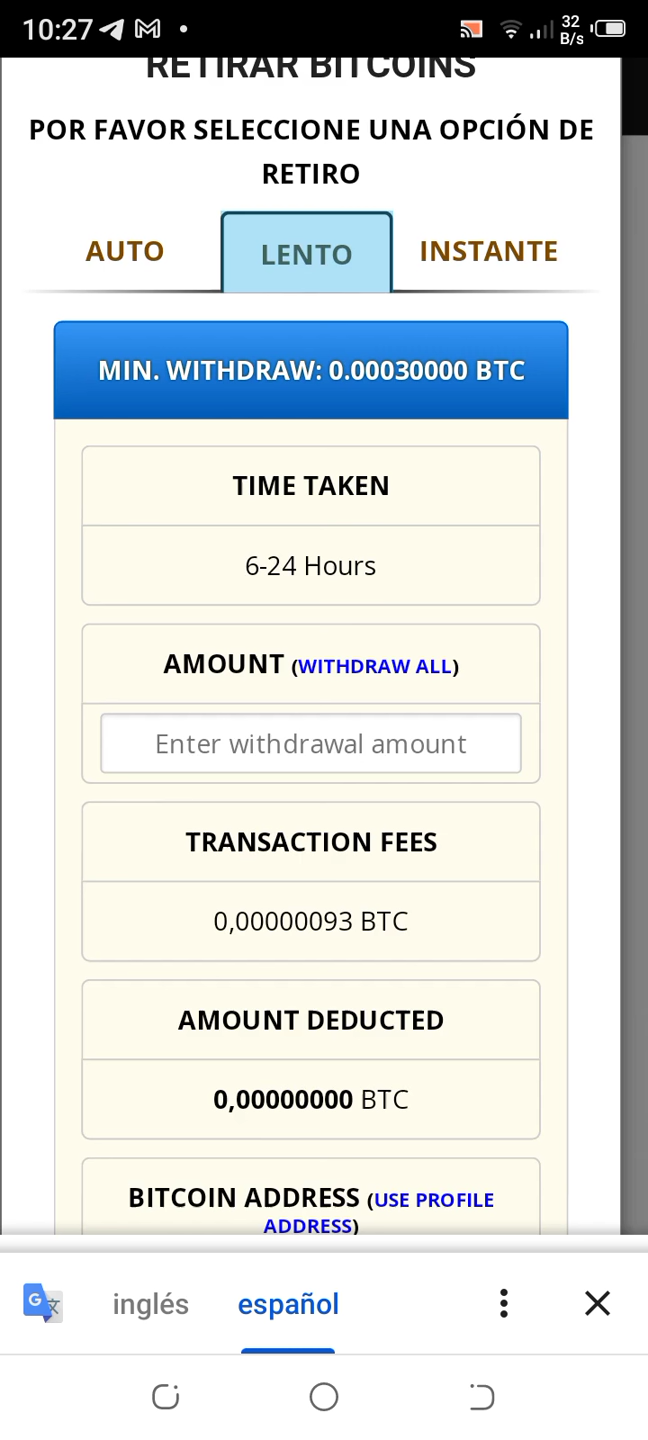 10:27
32
B/s
RETIRAR BITCOINS
POR FAVOR SELECCIONE UNA OPCIÓN DE
RETIRO
AUTO
LENTO
INSTANTE
MIN. WITHDRAW: 0.00030000 BTC
TIME TAKEN
6-24 Hours
AMOUNT (WITHDRAW ALL)
Enter withdrawal amount
TRANSACTION FEES
0,00000093 BTC
AMOUNT DEDUCTED
0,00000000 BTC
BITCOIN ADDRESS (USE PROFILE
ADDRESS)
G 文
inglés
español